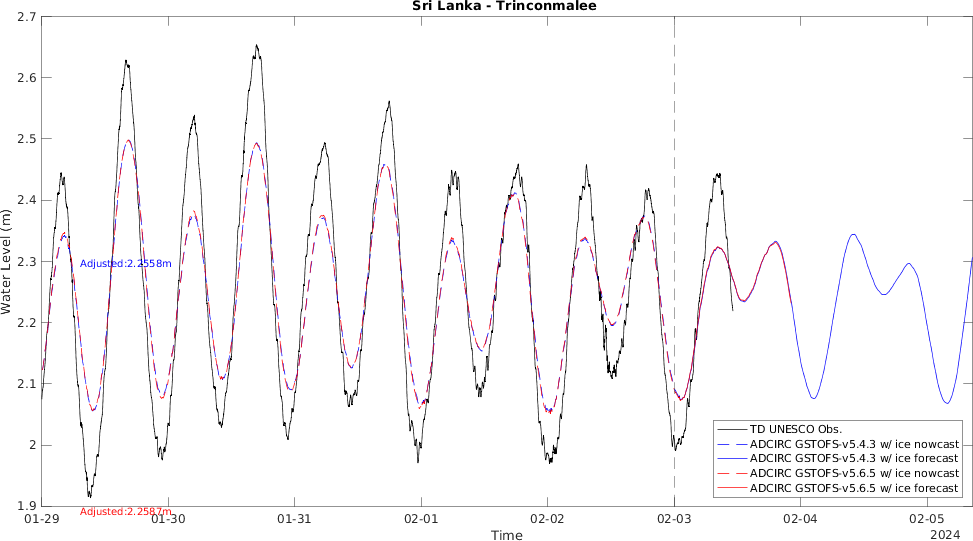 Sri Lanka - Trinconmalee
2.7
2.6
2.5
2.4
2.3
2.2
2.1
2
1.9
Water Level (m)
Adjusted:2.2558m
Adjusted:2.2587m
TD UNESCO Obs.
ADCIRC GSTOFS-v5.4.3 w/ ice nowcast
ADCIRC GSTOFS-v5.4.3 w/ ice forecast
ADCIRC GSTOFS-v5.6.5 w/ ice nowcast
ADCIRC GSTOFS-v5.6.5 w/ ice forecast
01-29 01-30 01-31 02-01 02-02 02-03 02-04 02-05
Time
2024